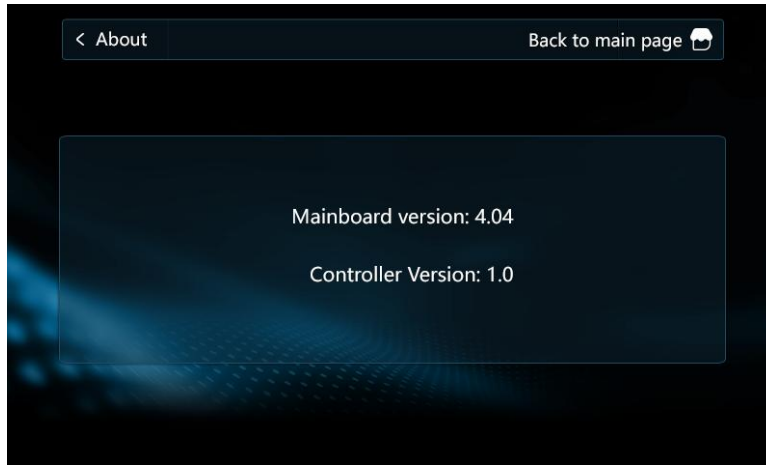 < About
Back to main page
Mainboard version: 4.04
Controller Version: 1.0